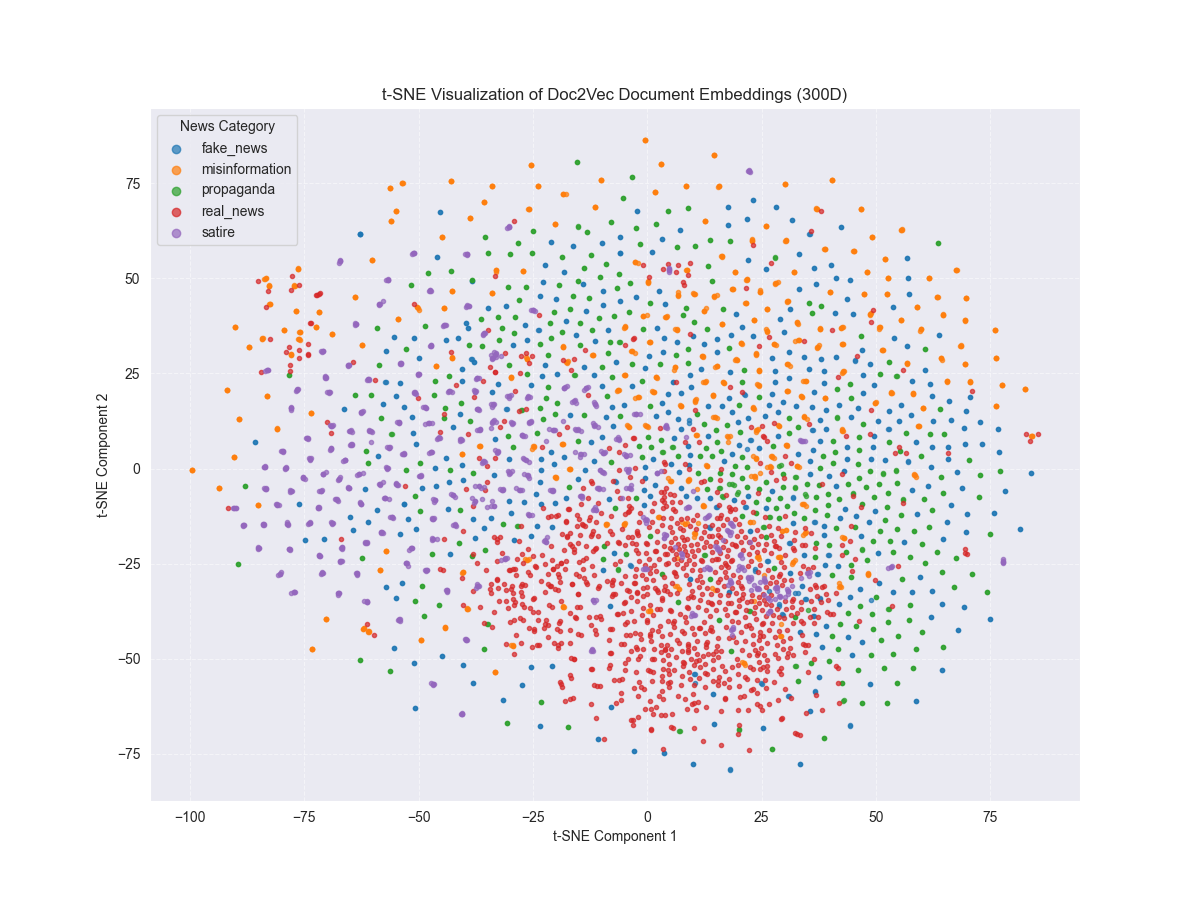 t-SNE Visualization of Doc2Vec Document Embeddings (300D)
News Category
fake_news
misinformation
propaganda
real_news
satire
75
50
25
0
−25
−50
−75
t-SNE Component 2
−100
−75
−50
−25
0
25
50
75
t-SNE Component 1